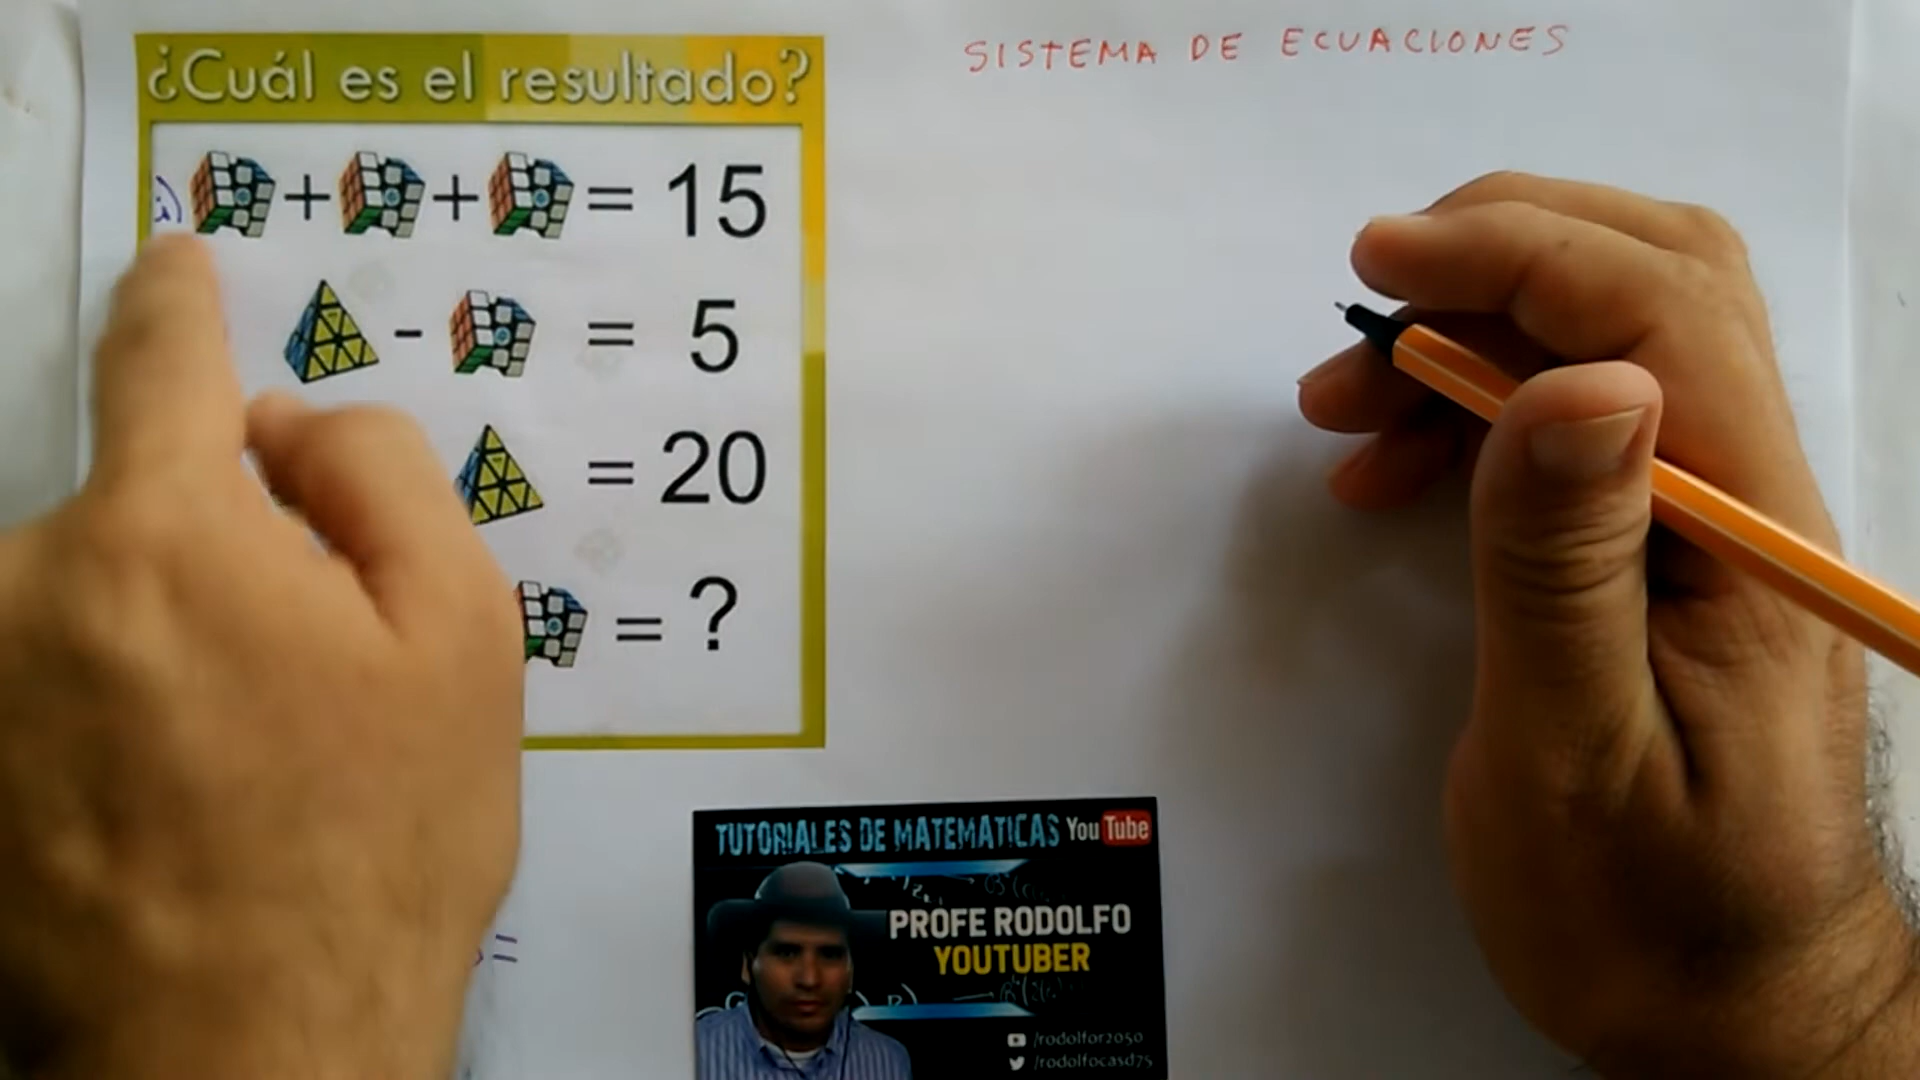 SISTEMA DE ECUACIONES
¿Cuál es el resultado?
i) + + = 15
- = 5
= 20
= ?
=
TUTORIALES DE MATEMATICAS YouTube
PROFE RODOLFO
YOUTUBER
/rodolfor2050
/rodolfocasd75